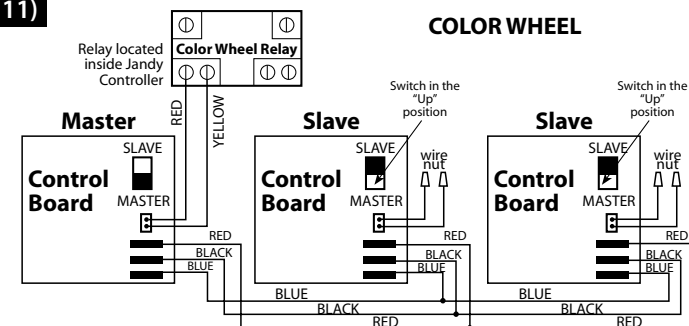 11)
COLOR WHEEL
Relay located
inside Jandy
Controller
Color Wheel Relay
RED
YELLOW
Master
SLAVE
Control
Board
MASTER
RED
BLACK
BLUE
Switch in the
“Up”
position
Slave
SLAVE
wire
nut
Control
Board
MASTER
RED
BLACK
BLUE
Switch in the
“Up”
position
Slave
SLAVE
wire
nut
Control
Board
MASTER
RED
BLACK
BLUE
BLUE
BLUE
BLACK
BLACK
RED
RED